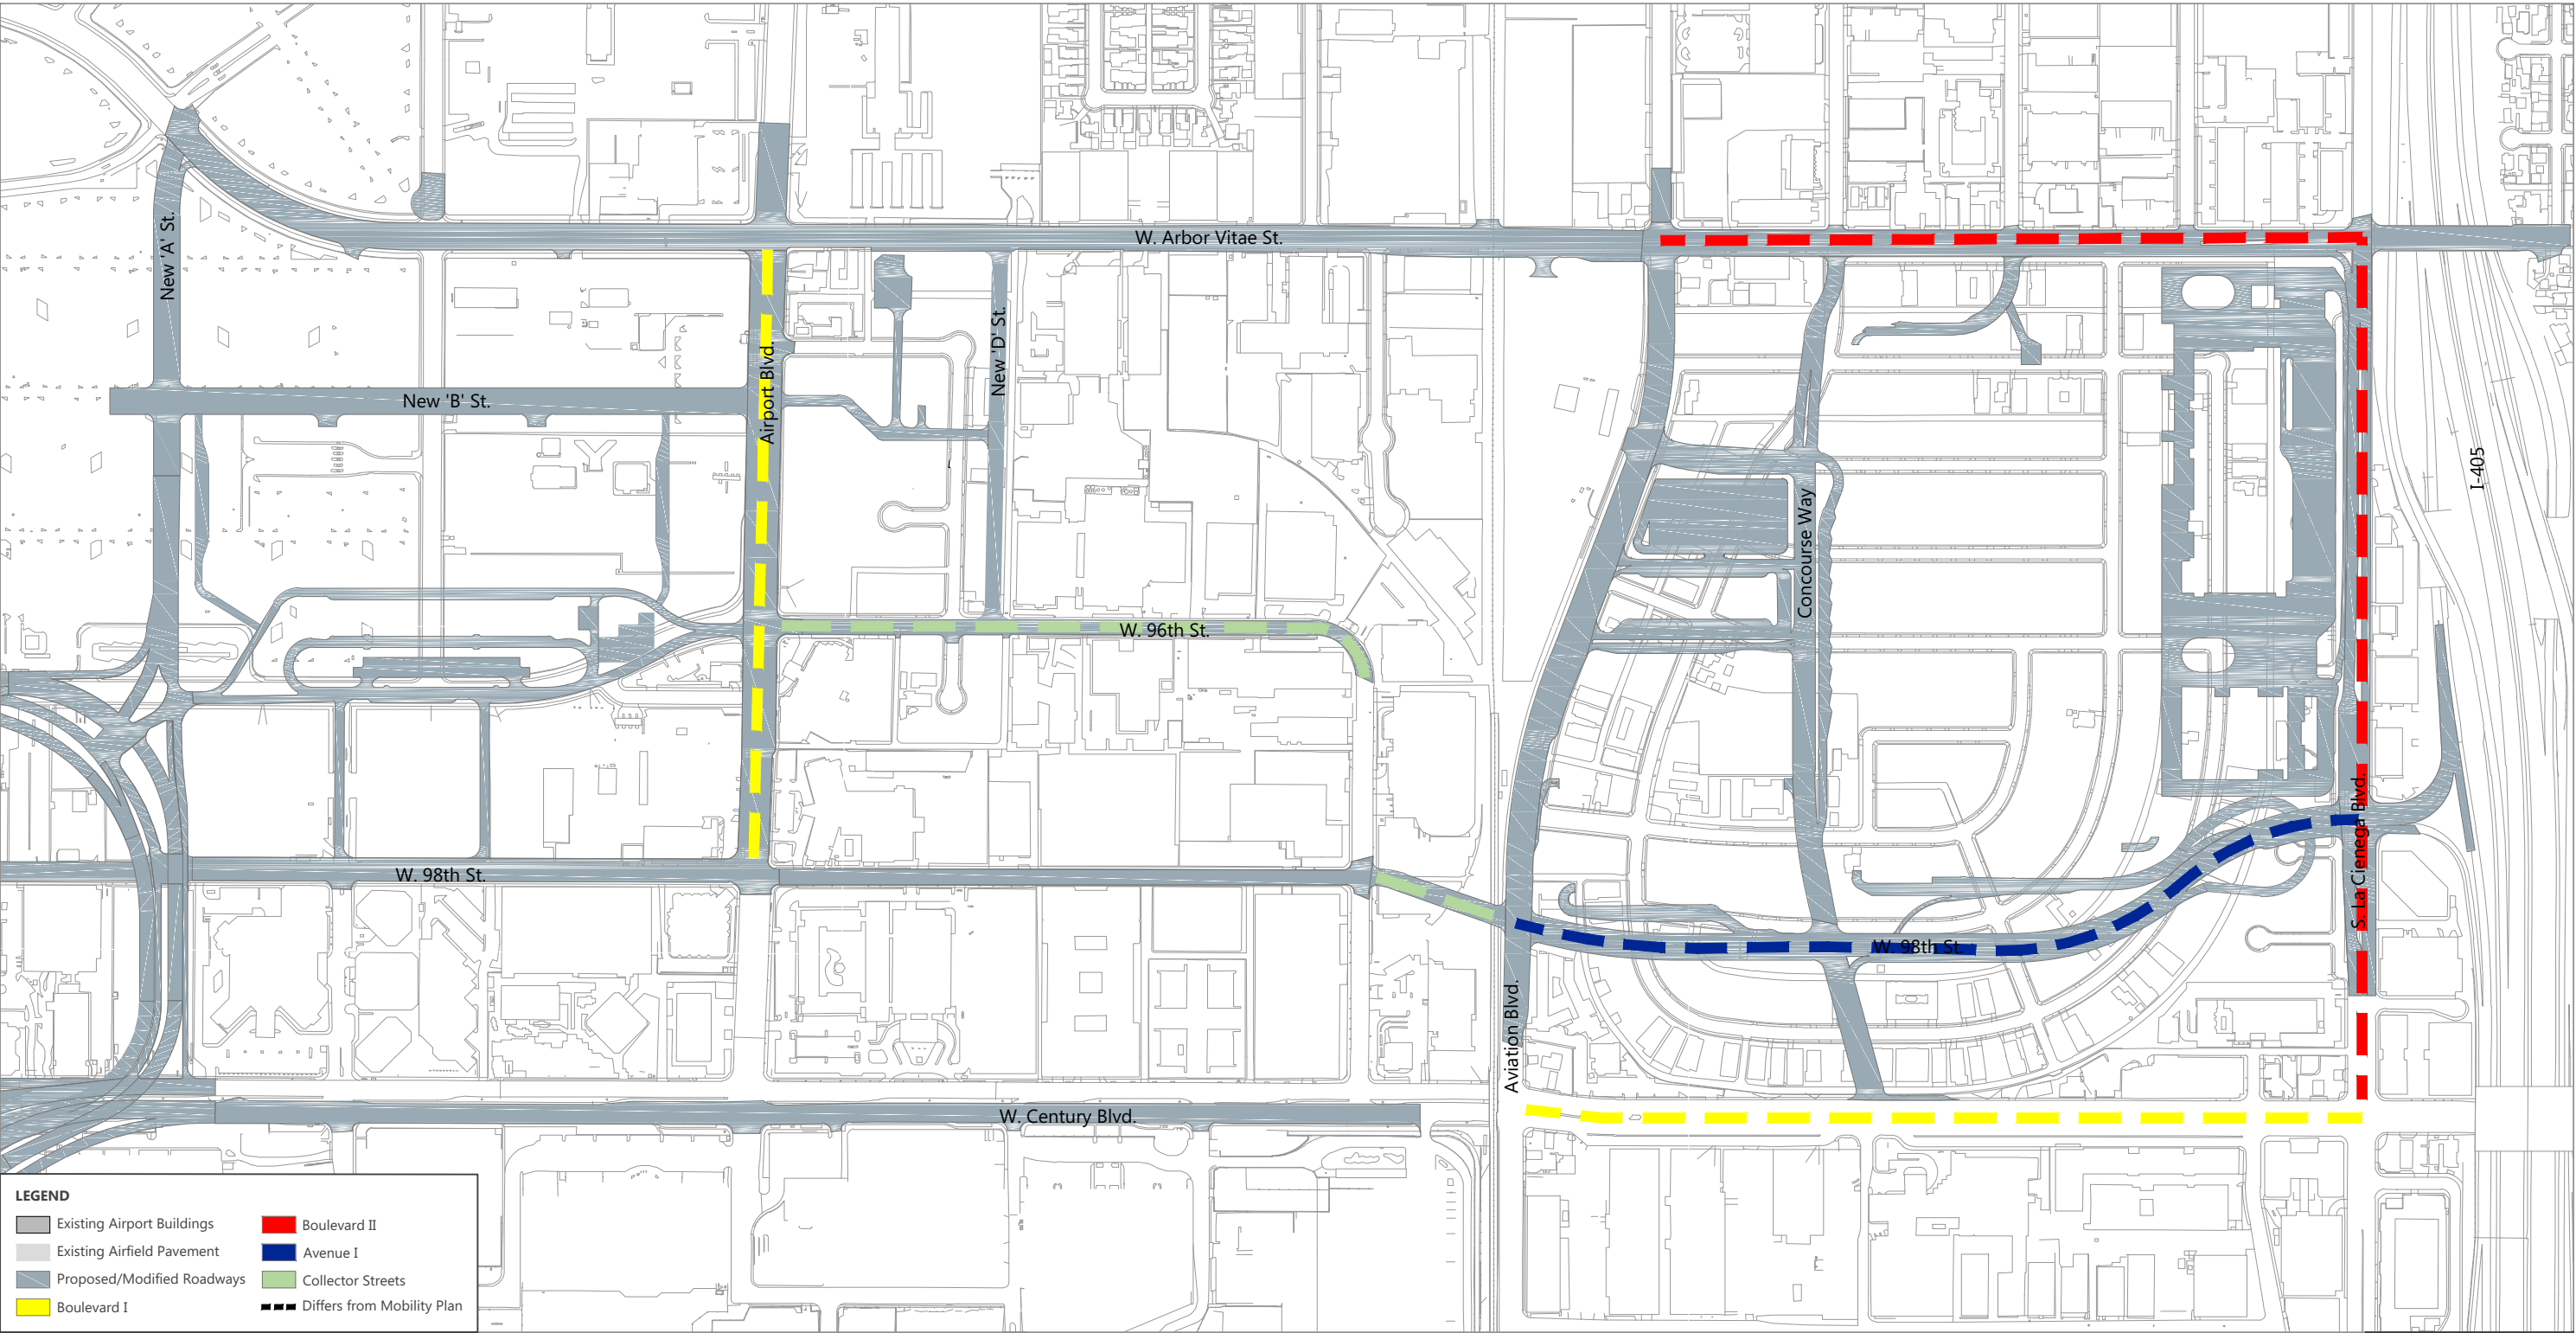 W. Arbor Vitae St.
New 'A' St.
New 'D' St.
Airport Blvd.
New 'B' St.
I-405
Concourse Way
W. 96th St.
S. La Cienega Blvd.
W. 98th St.
W. 98th St.
Aviation Blvd.
W. Century Blvd.
LEGEND
Existing Airport Buildings
Existing Airfield Pavement
Proposed/Modified Roadways
Boulevard I
Boulevard II
Avenue I
Collector Streets
Differs from Mobility Plan